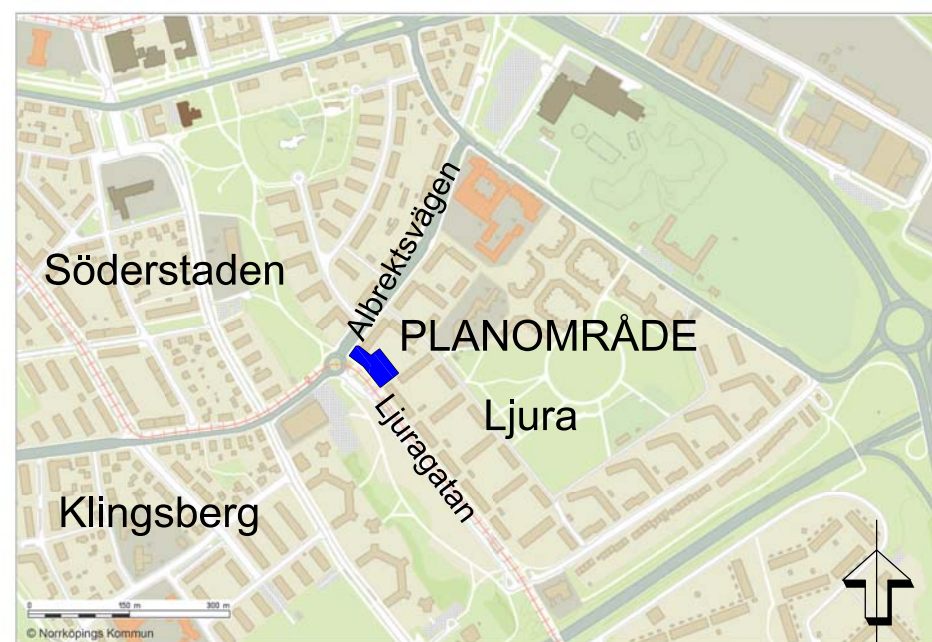 Albrektsvägen
Söderstaden
PLANOMRÅDE
Ljura
Ljuragatan
Klingsberg
0 150 m 300 m
© Norrköpings Kommun